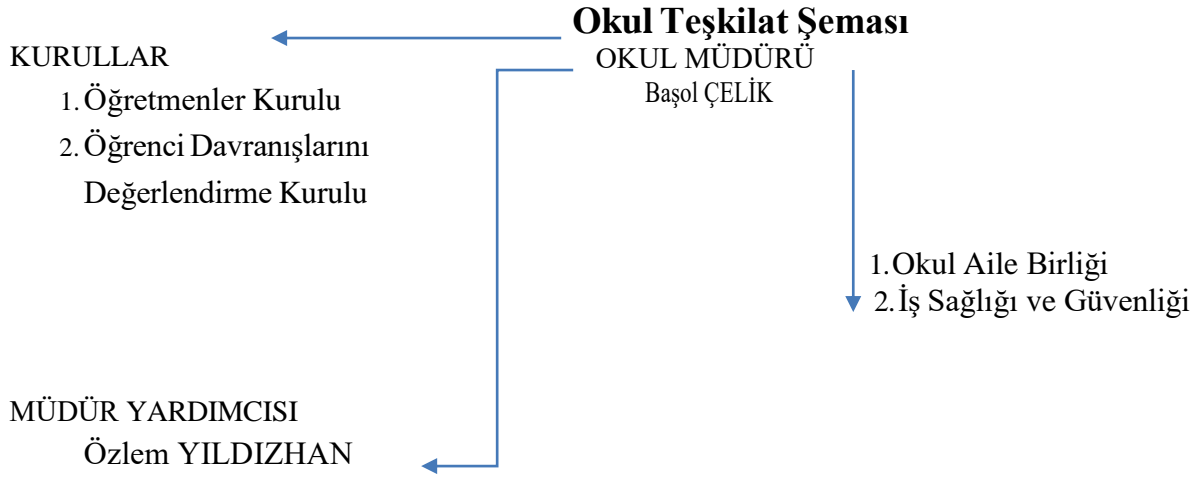 Okul Teşkilat Şeması
OKUL MÜDÜRÜ
Başol ÇELİK
KURULLAR
1. Öğretmenler Kurulu
2. Öğrenci Davranışlarını
Değerlendirme Kurulu
1. Okul Aile Birliği
2. İş Sağlığı ve Güvenliği
MÜDÜR YARDIMCISI
Özlem YILDIZHAN